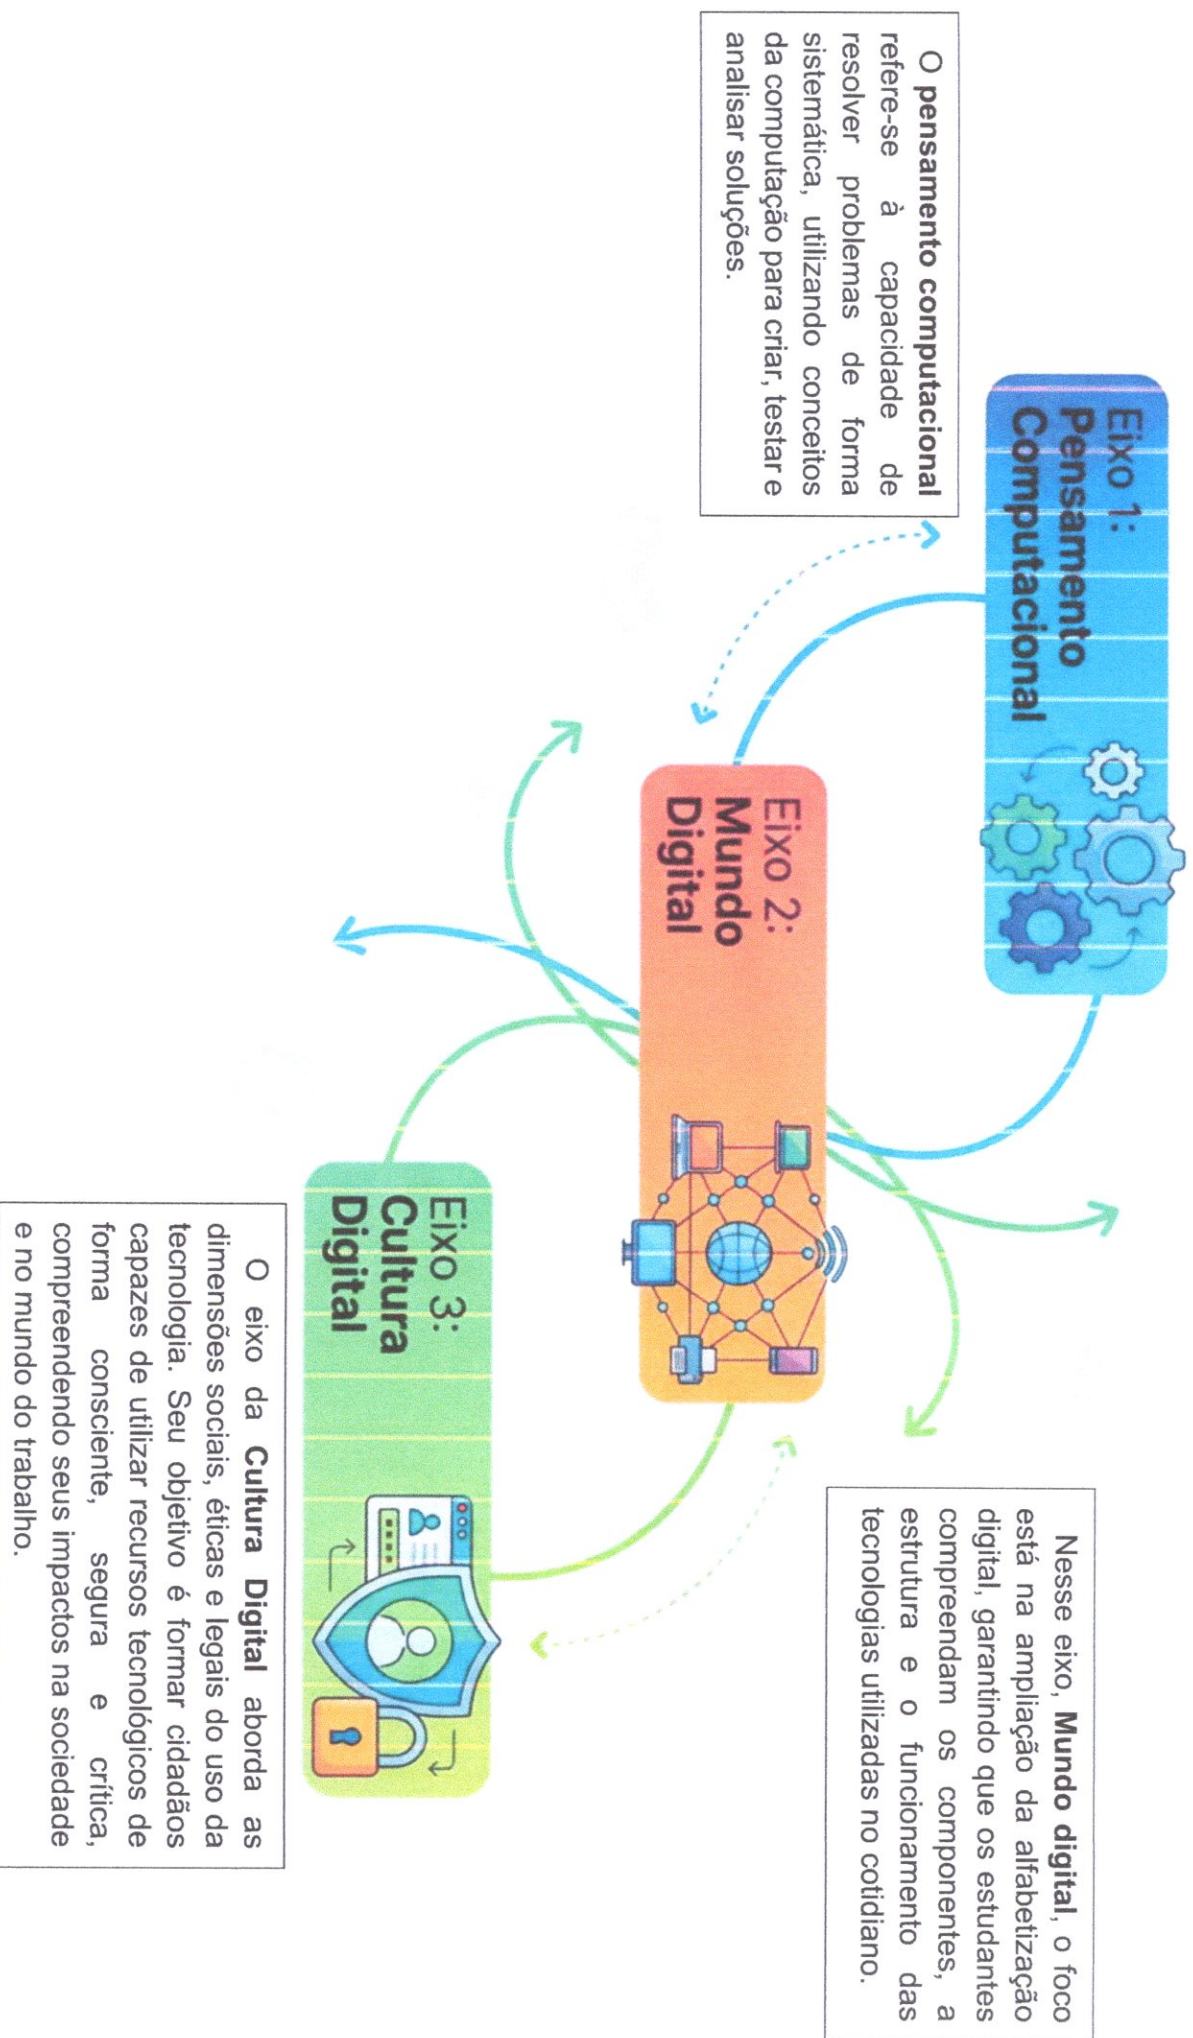 Eixo 1:
Pensamento
Computacional
O pensamento computacional
refere-se à capacidade de
resolver problemas de forma
sistemática, utilizando conceitos
da computação para criar, testar e
analisar soluções.
Eixo 2:
Mundo
Digital
Nesse eixo, Mundo digital, o foco
está na ampliação da alfabetização
digital, garantindo que os estudantes
compreendam os componentes, a
estrutura e o funcionamento das
tecnologias utilizadas no cotidiano.
Eixo 3:
Cultura
Digital
O eixo da Cultura Digital aborda as
dimensões sociais, éticas e legais do uso da
tecnologia. Seu objetivo é formar cidadãos
capazes de utilizar recursos tecnológicos de
forma consciente, segura e crítica,
compreendendo seus impactos na sociedade
e no mundo do trabalho.